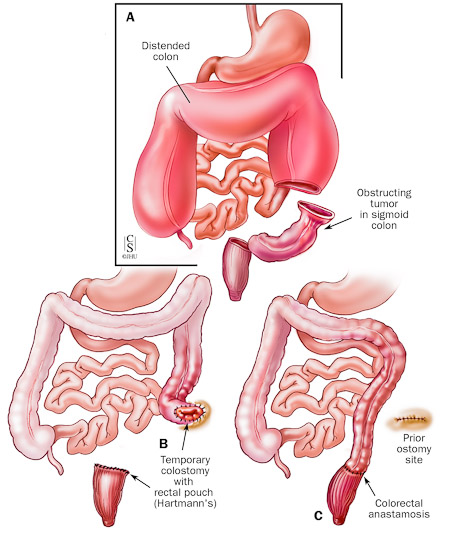 A
Distended
colon
Obstructing
tumor
in sigmoid
colon
C
S
©JHU
B
Temporary
colostomy
with
rectal pouch
(Hartmann's)
Prior
ostomy
site
C
Colorectal
anastamosis